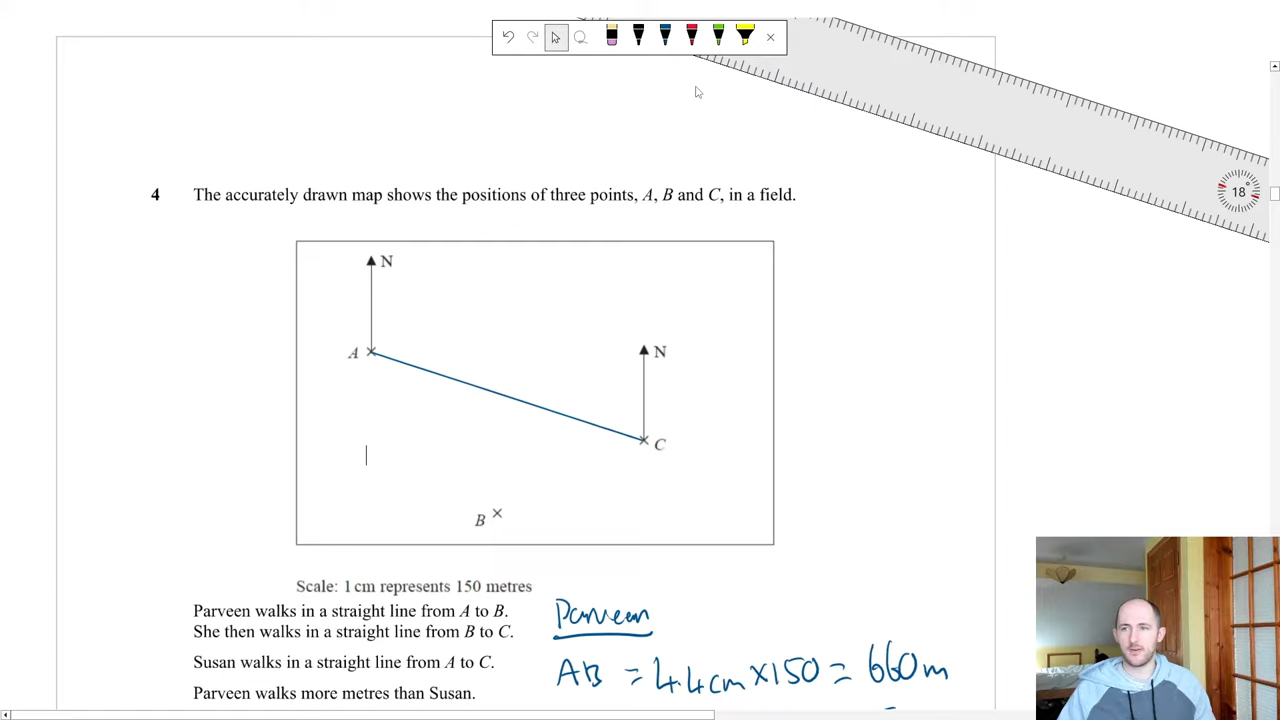 18°
4 The accurately drawn map shows the positions of three points, A, B and C, in a field.
N
A
N
C
B
Scale: 1 cm represents 150 metres
Parveen walks in a straight line from A to B.
She then walks in a straight line from B to C.
Susan walks in a straight line from A to C.
Parveen walks more metres than Susan.
Parveen
AB = 4.4cm×150 = 660m